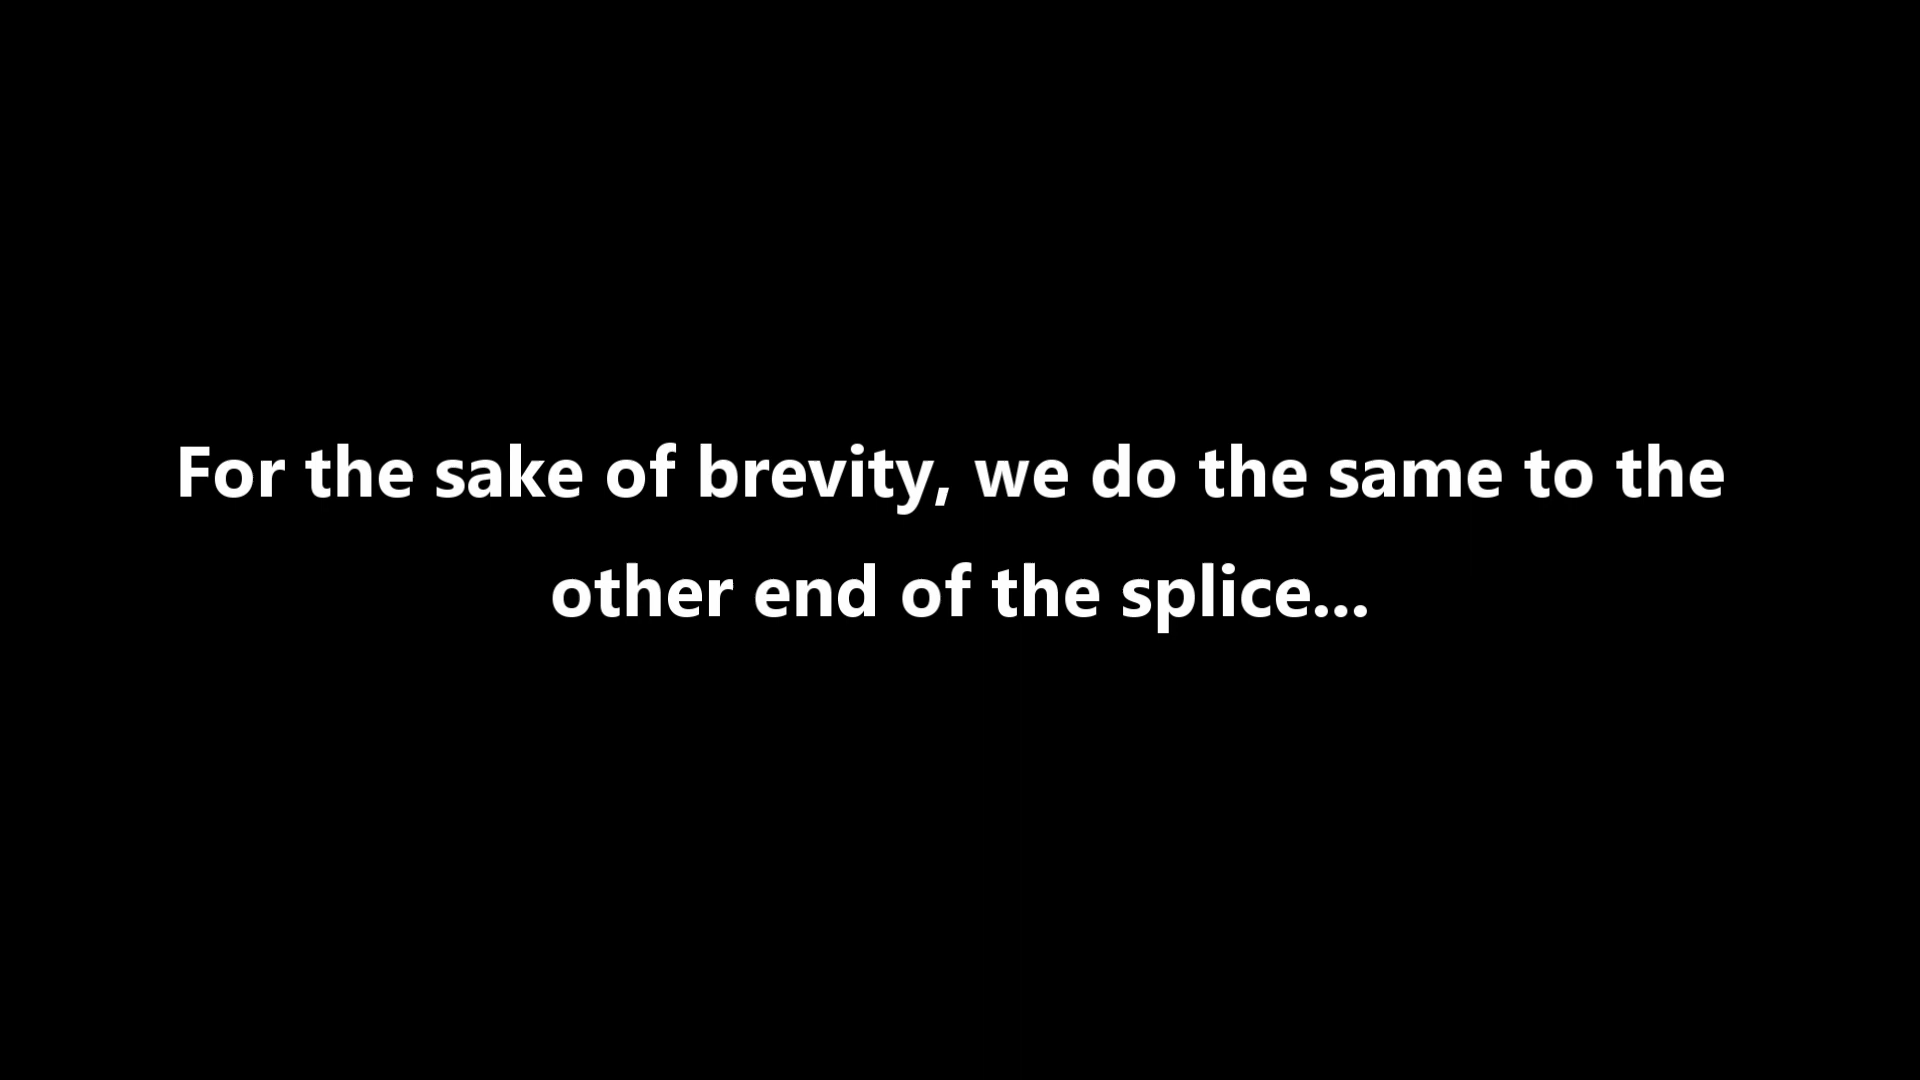 For the sake of brevity, we do the same to the
other end of the splice...